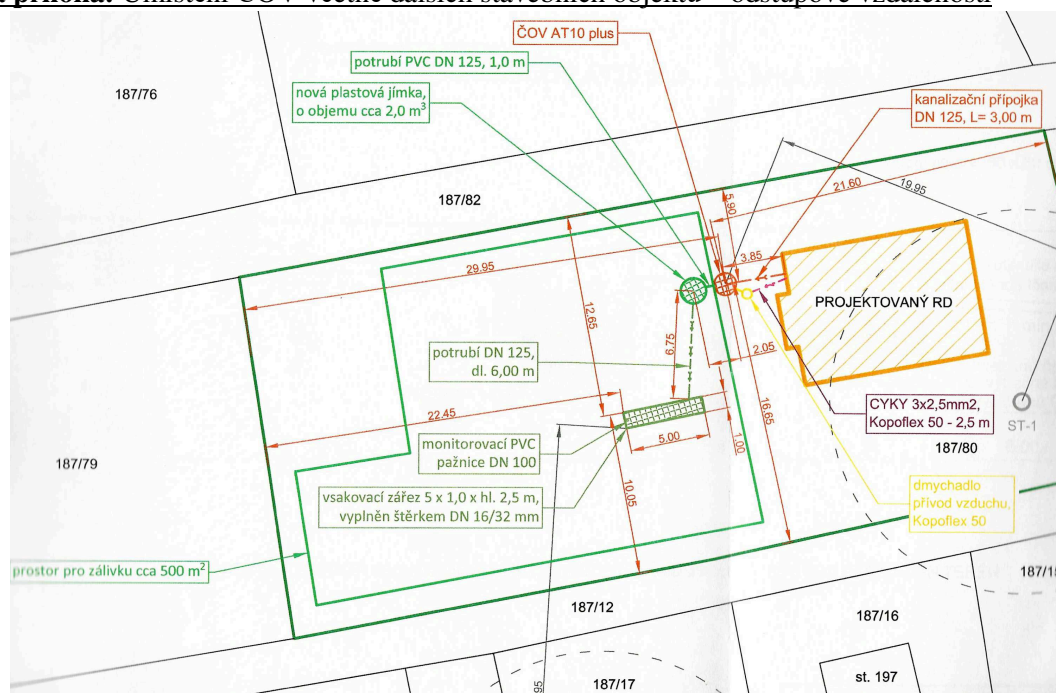 příloha: Umístění ČOV včetně dalších stavebních objektů – odstupové vzdálenosti
ČOV AT10 plus
potrubí PVC DN 125, 1,0 m
nová plastová jímka,
o objemu cca 2,0 m³
187/76
kanalizační přípojka
DN 125, L= 3,00 m
19.95
21.60
187/82
5.90
3.85
29.95
12.65
PROJEKTOVANÝ RD
6.75
potrubí DN 125,
dl. 6,00 m
2.05
22.45
CYKY 3x2,5mm2,
Kopoflex 50 - 2,5 m
ST-1
16.65
monitorovací PVC
pažnice DN 100
5.00
1.00
187/80
187/79
vsakovací zářez 5 x 1,0 x hl. 2,5 m,
vyplněn štěrkem DN 16/32 mm
10.05
dmychadlo
přívod vzduchu,
Kopoflex 50
prostor pro zálivku cca 500 m²
187/12
187/16
187/17
st. 197